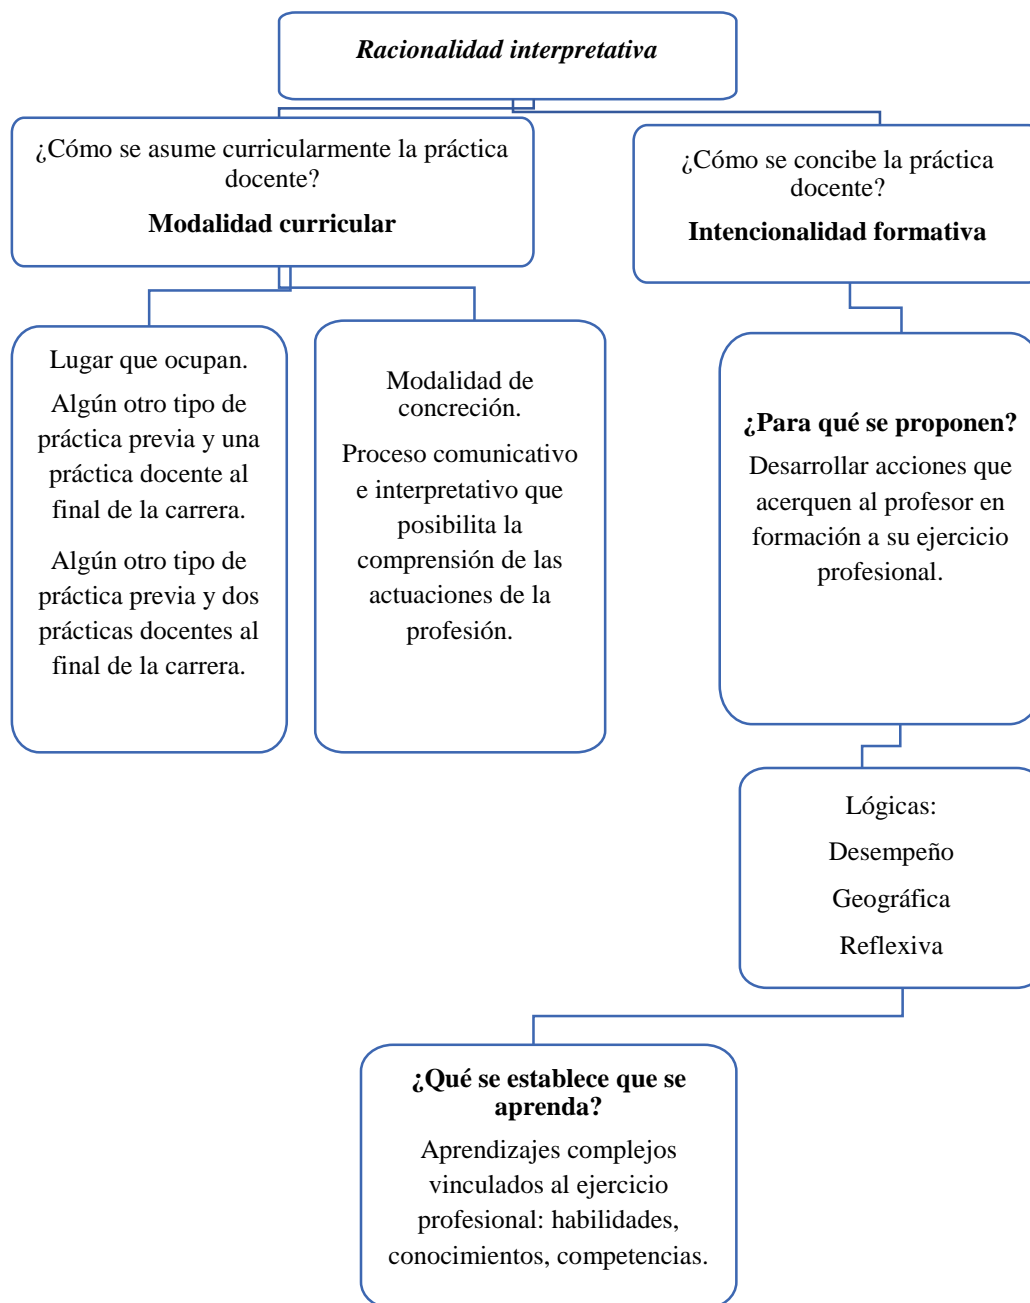 Racionalidad interpretativa
¿Cómo se asume curricularmente la práctica
docente?
Modalidad curricular
¿Cómo se concibe la práctica
docente?
Intencionalidad formativa
Lugar que ocupan.
Algún otro tipo de
práctica previa y una
práctica docente al
final de la carrera.
Algún otro tipo de
práctica previa y dos
prácticas docentes al
final de la carrera.
Modalidad de
concreción.
Proceso comunicativo
e interpretativo que
posibilita la
comprensión de las
actuaciones de la
profesión.
¿Para qué se proponen?
Desarrollar acciones que
acerquen al profesor en
formación a su ejercicio
profesional.
Lógicas:
Desempeño
Geográfica
Reflexiva
¿Qué se establece que se
aprenda?
Aprendizajes complejos
vinculados al ejercicio
profesional: habilidades,
conocimientos, competencias.